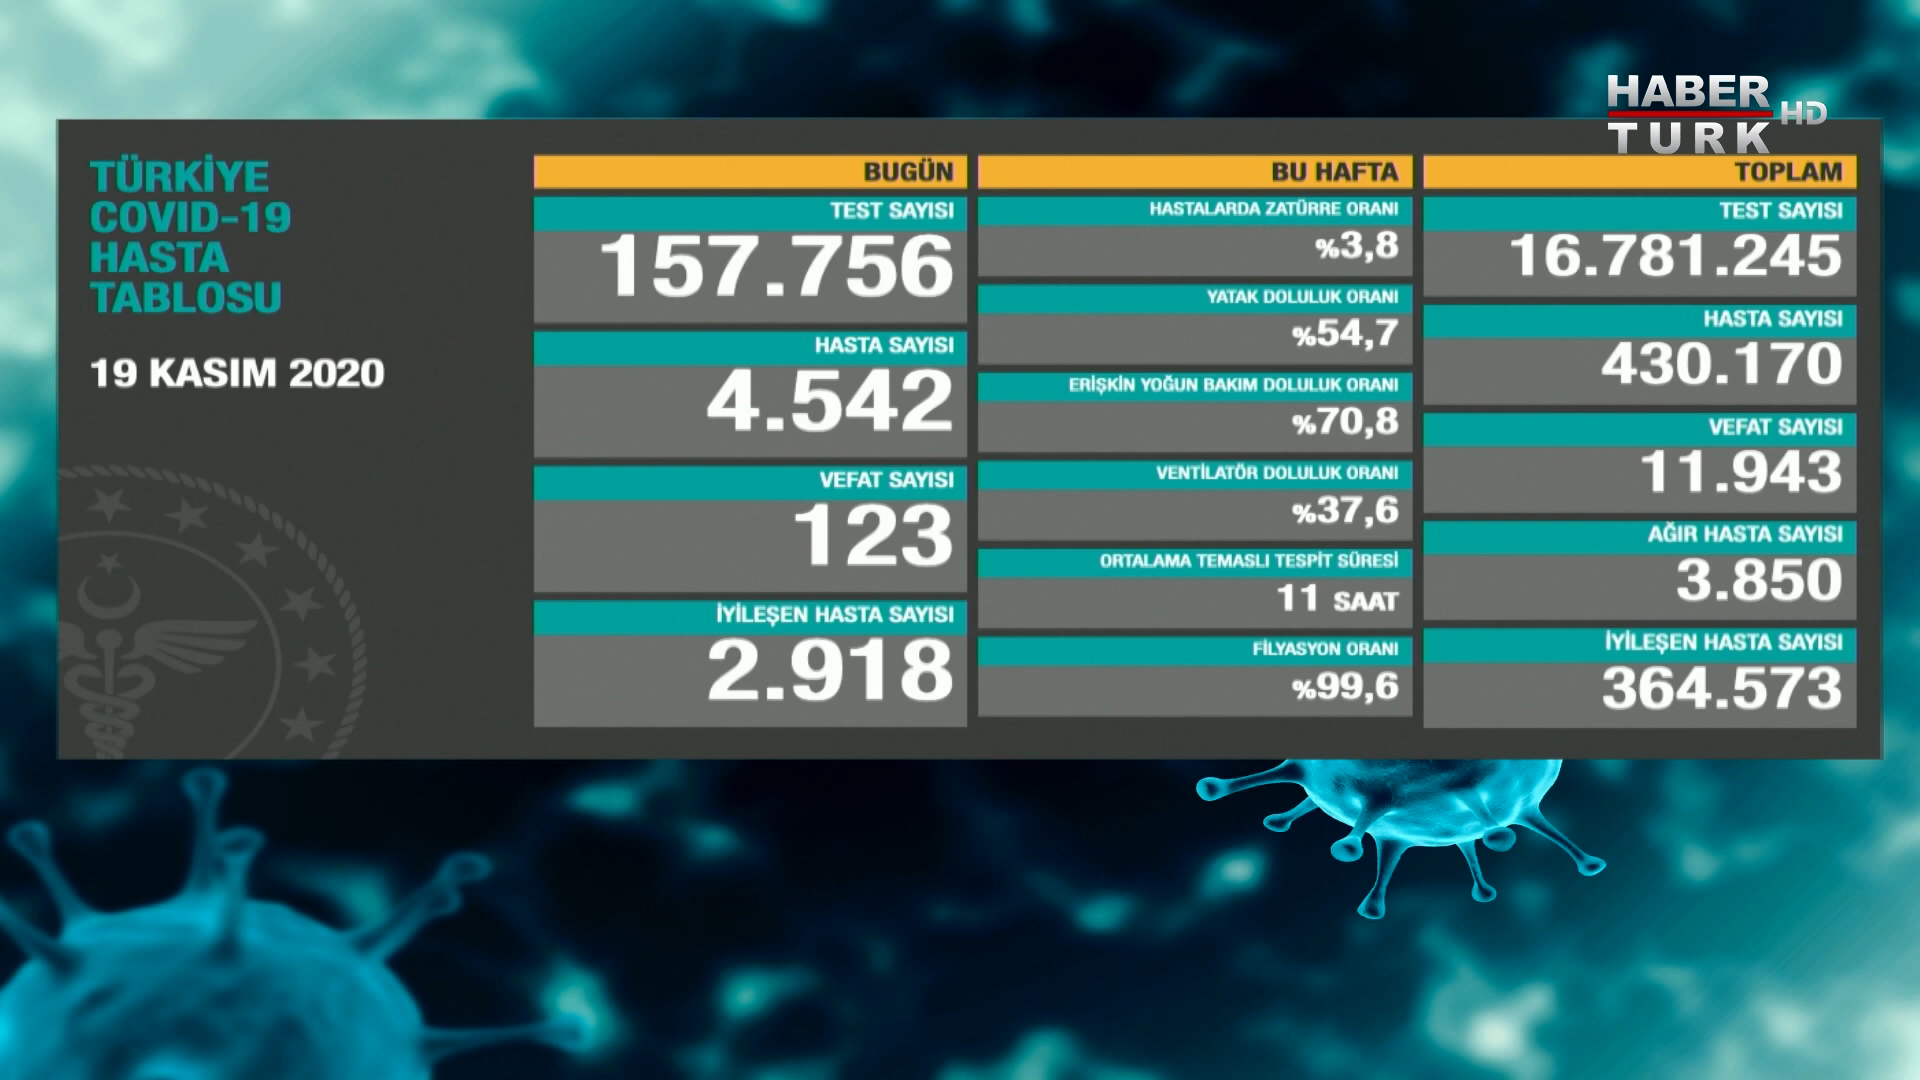 HABER
TURK HD
TÜRKİYE
COVID-19
HASTA
TABLOSU
19 KASIM 2020
BUGÜN
TEST SAYISI
157.756
HASTA SAYISI
4.542
VEFAT SAYISI
123
İYİLEŞEN HASTA SAYISI
2.918
BU HAFTA
HASTALARDA ZATÜRRE ORANI
%3,8
YATAK DOLULUK ORANI
%54,7
ERİŞKİN YOĞUN BAKIM DOLULUK ORANI
%70,8
VENTİLATÖR DOLULUK ORANI
%37,6
ORTALAMA TEMASLI TESPİT SÜRESİ
11 SAAT
FİLYASYON ORANI
%99,6
TOPLAM
TEST SAYISI
16.781.245
HASTA SAYISI
430.170
VEFAT SAYISI
11.943
AĞIR HASTA SAYISI
3.850
İYİLEŞEN HASTA SAYISI
364.573